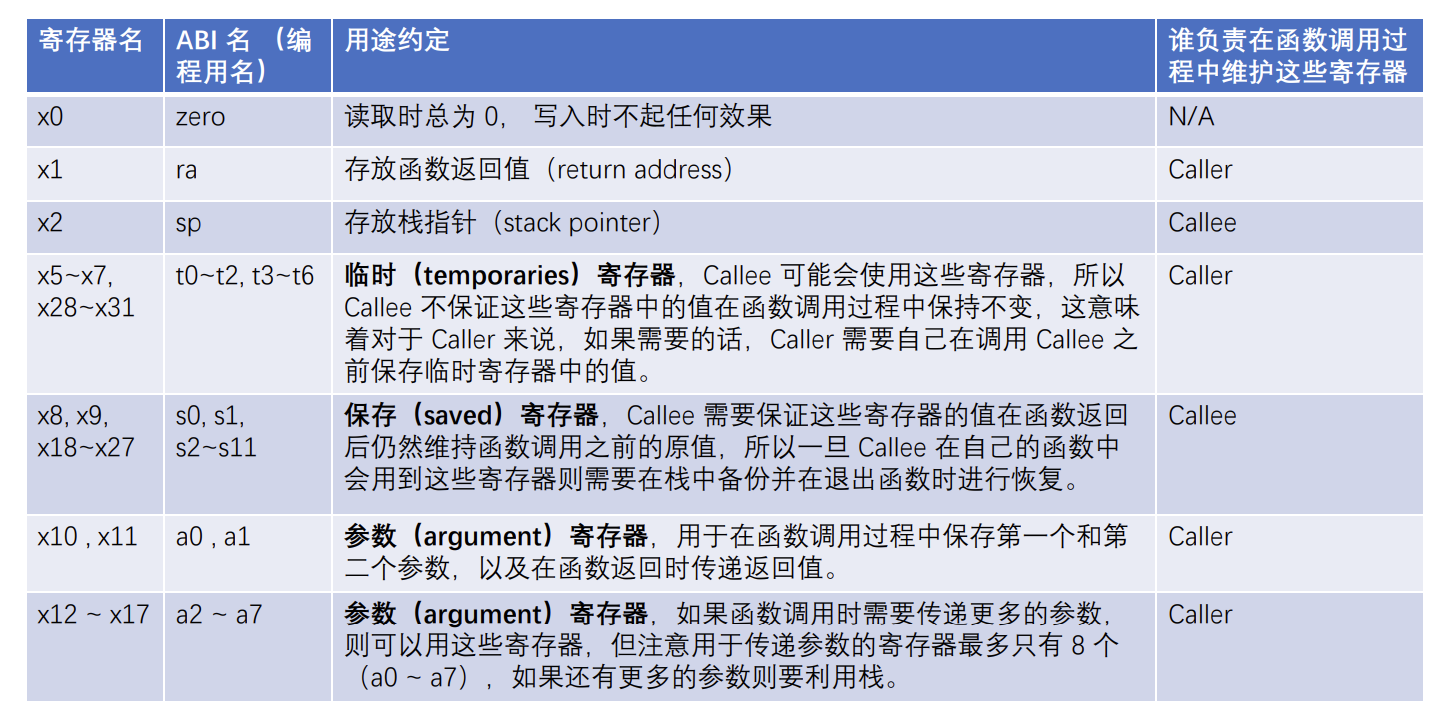 寄存器名
ABI 名 （编
程用名）
用途约定
谁负责在函数调用过
程中维护这些寄存器
x0
zero
读取时总为 0， 写入时不起任何效果
N/A
x1
ra
存放函数返回值（return address）
Caller
x2
sp
存放栈指针（stack pointer）
Callee
x5~x7,
x28~x31
t0~t2, t3~t6
临时（temporaries）寄存器，Callee 可能会使用这些寄存器，所以
Callee 不保证这些寄存器中的值在函数调用过程中保持不变，这意味
着对于 Caller 来说，如果需要的话，Caller 需要自己在调用 Callee 之
前保存临时寄存器中的值。
Caller
x8, x9,
x18~x27
s0, s1,
s2~s11
保存（saved）寄存器，Callee 需要保证这些寄存器的值在函数返回
后仍然维持函数调用之前的原值，所以一旦 Callee 在自己的函数中
会用到这些寄存器则需要在栈中备份并在退出函数时进行恢复。
Callee
x10 , x11
a0 , a1
参数（argument）寄存器，用于在函数调用过程中保存第一个和第
二个参数，以及在函数返回时传递返回值。
Caller
x12 ~ x17
a2 ~ a7
参数（argument）寄存器，如果函数调用时需要传递更多的参数，
则可以用这些寄存器，但注意用于传递参数的寄存器最多只有 8 个
（a0 ~ a7）, 如果还有更多的参数则要利用栈。
Caller